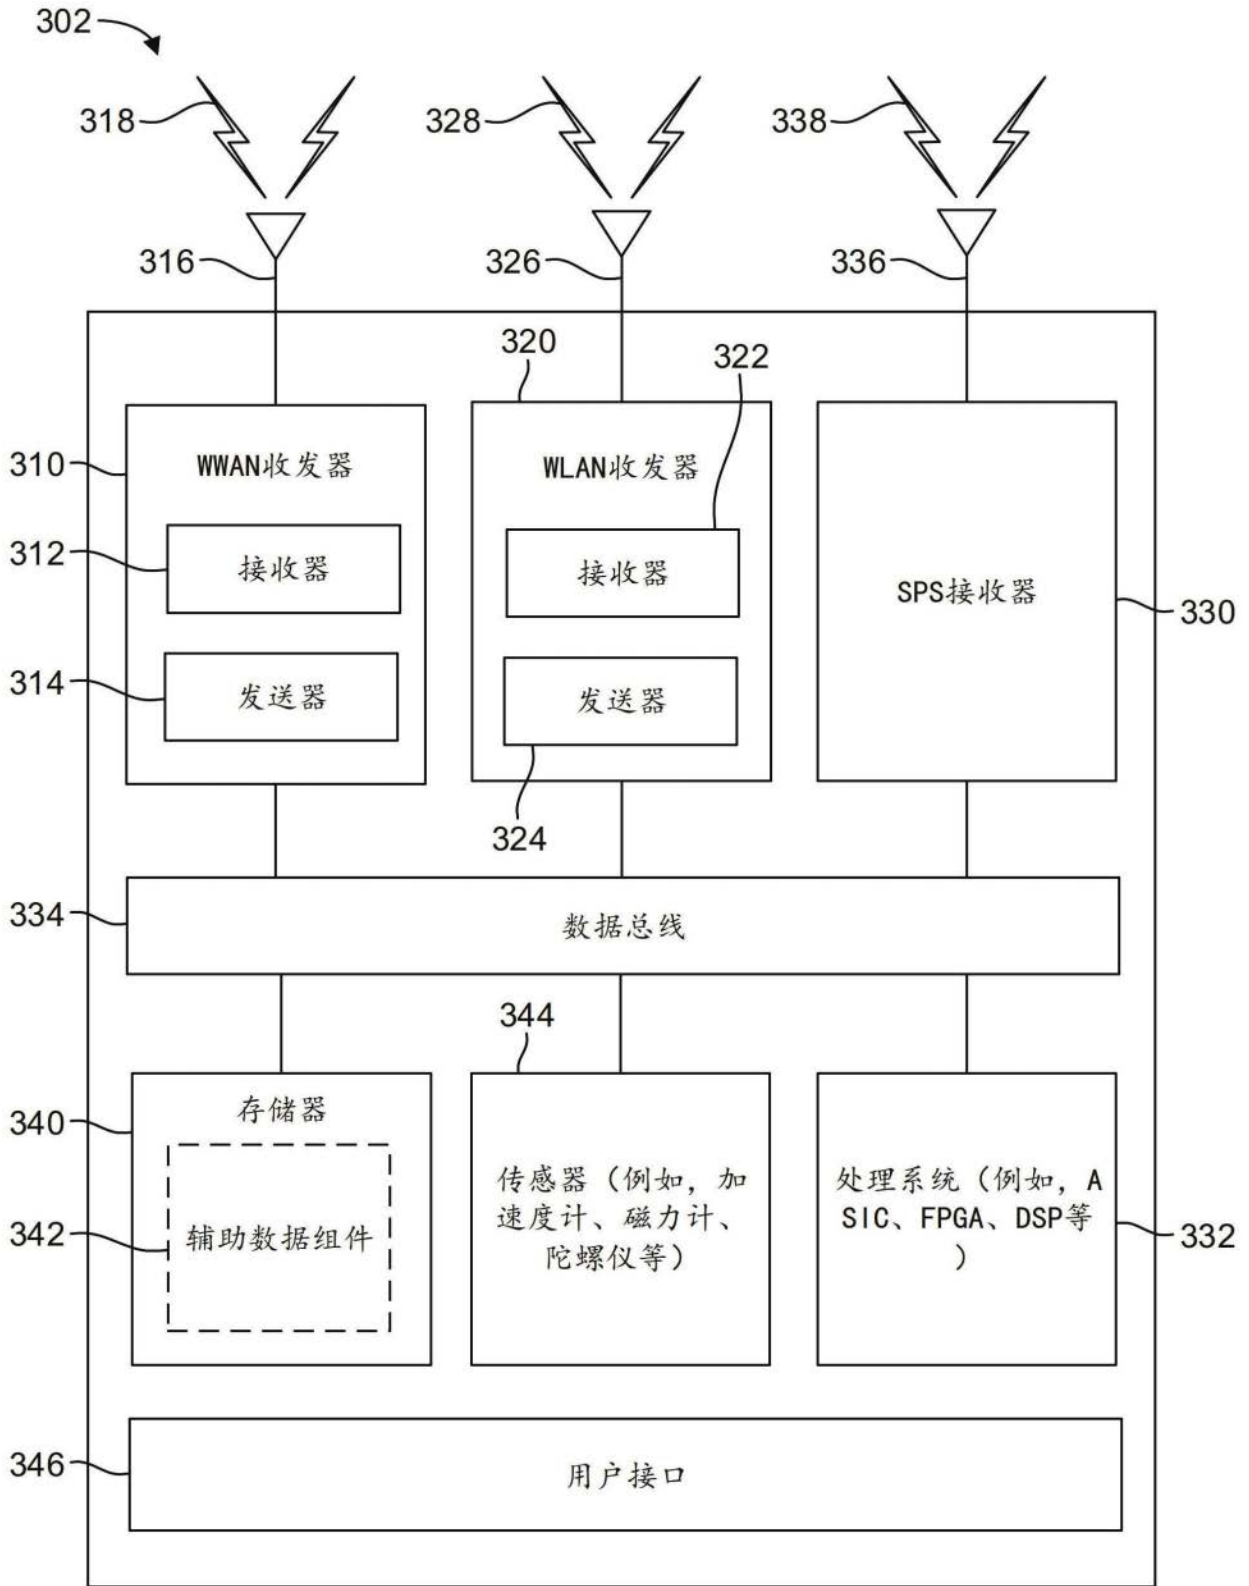 302
318
328
338
316
326
336
320
322
310
WWAN收发器
WLAN收发器
312
接收器
接收器
SPS接收器
330
314
发送器
发送器
324
334
数据总线
344
340
存储器
342
辅助数据组件
传感器（例如，加
速度计、磁力计、
陀螺仪等）
处理系统（例如，A
SIC、FPGA、DSP等
）
332
346
用户接口